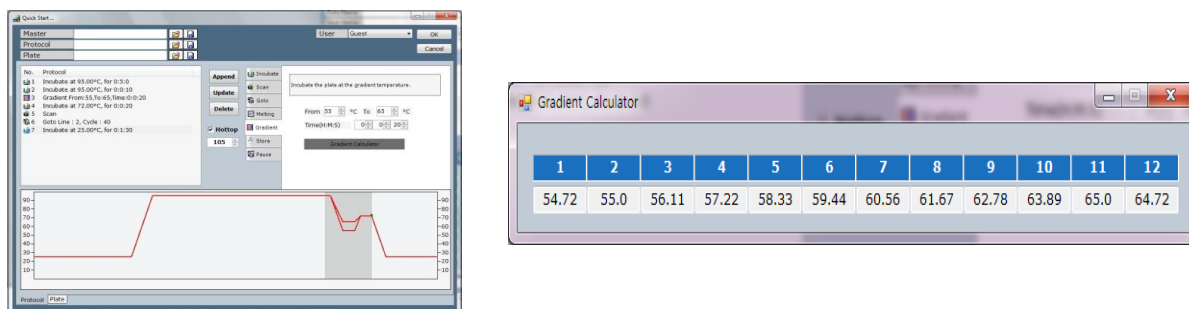 Quick Start ...
Master
Protocol
Plate
User Guest
OK
Cancel
No. Protocol
1 Incubate at 95.00°C, for 0:5:0
2 Incubate at 95.00°C, for 0:0:10
3 Gradient From:55,To:65,Time:0:0:20
4 Incubate at 72.00°C, for 0:0:20
5 Scan
6 Goto Line : 2, Cycle : 40
7 Incubate at 25.00°C, for 0:1:30
Append
Update
Delete
Hottop
105
Incubate
Scan
Goto
Melting
Gradient
Store
Pause
Incubate the plate at the gradient temperature.
From 55 °C To 65 °C
Time(H:M:S) 0 0 20
Gradient Calculator
90 90
80 80
70 70
60 60
50 50
40 40
30 30
20 20
10 10
Protocol Plate
Gradient Calculator
1 2 3 4 5 6 7 8 9 10 11 12
54.72 55.0 56.11 57.22 58.33 59.44 60.56 61.67 62.78 63.89 65.0 64.72